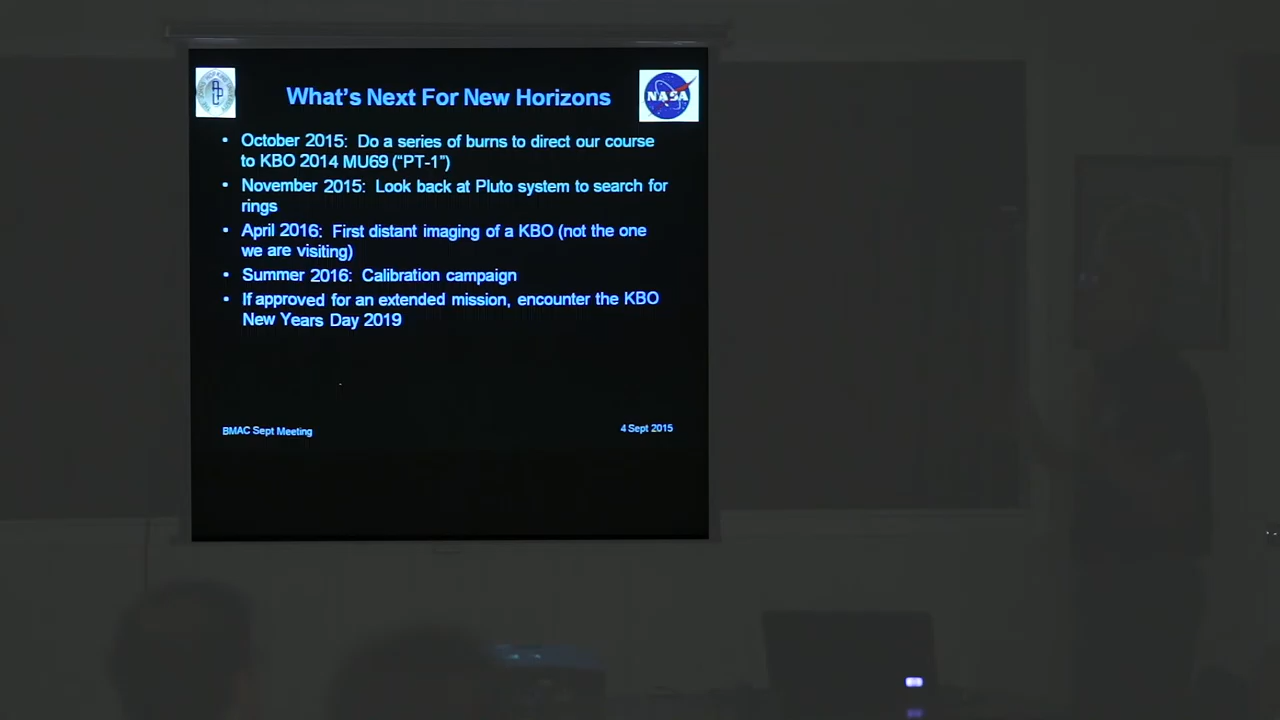 What's Next For New Horizons
NASA
• October 2015: Do a series of burns to direct our course
to KBO 2014 MU69 ("PT-1")
• November 2015: Look back at Pluto system to search for
rings
• April 2016: First distant imaging of a KBO (not the one
we are visiting)
• Summer 2016: Calibration campaign
• If approved for an extended mission, encounter the KBO
New Years Day 2019
BMAC Sept Meeting
4 Sept 2015